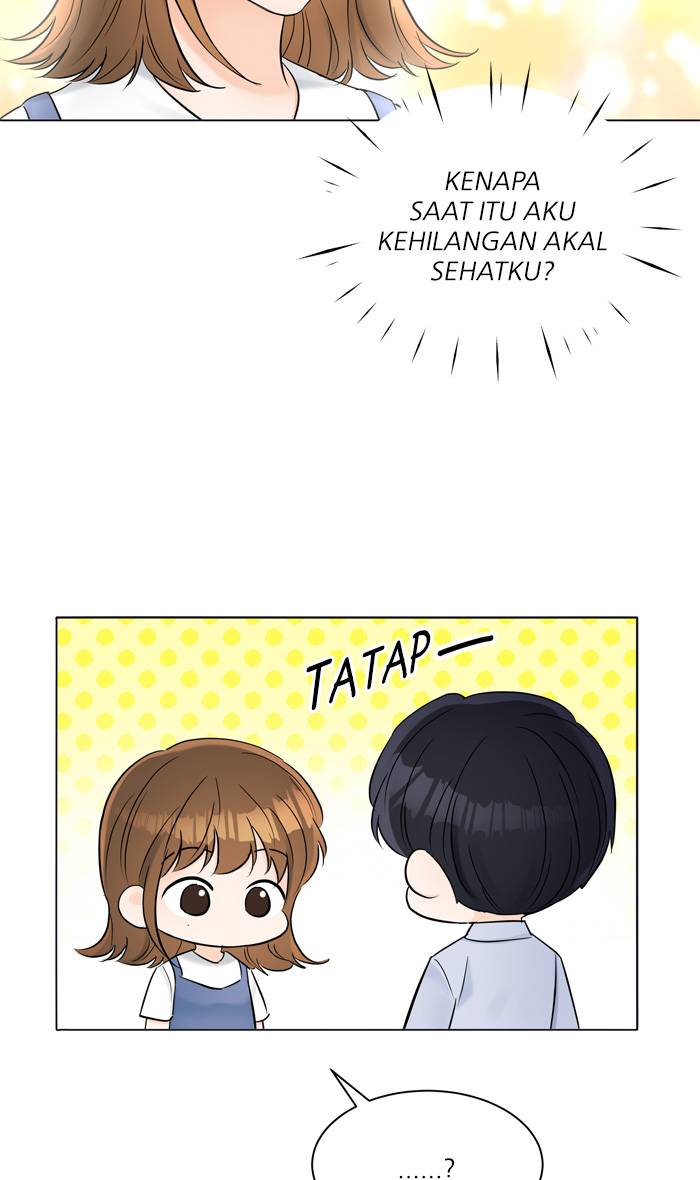 KENAPA
SAAT ITU AKU
KEHILANGAN AKAL
SEHATKU?
TATAP—
......?